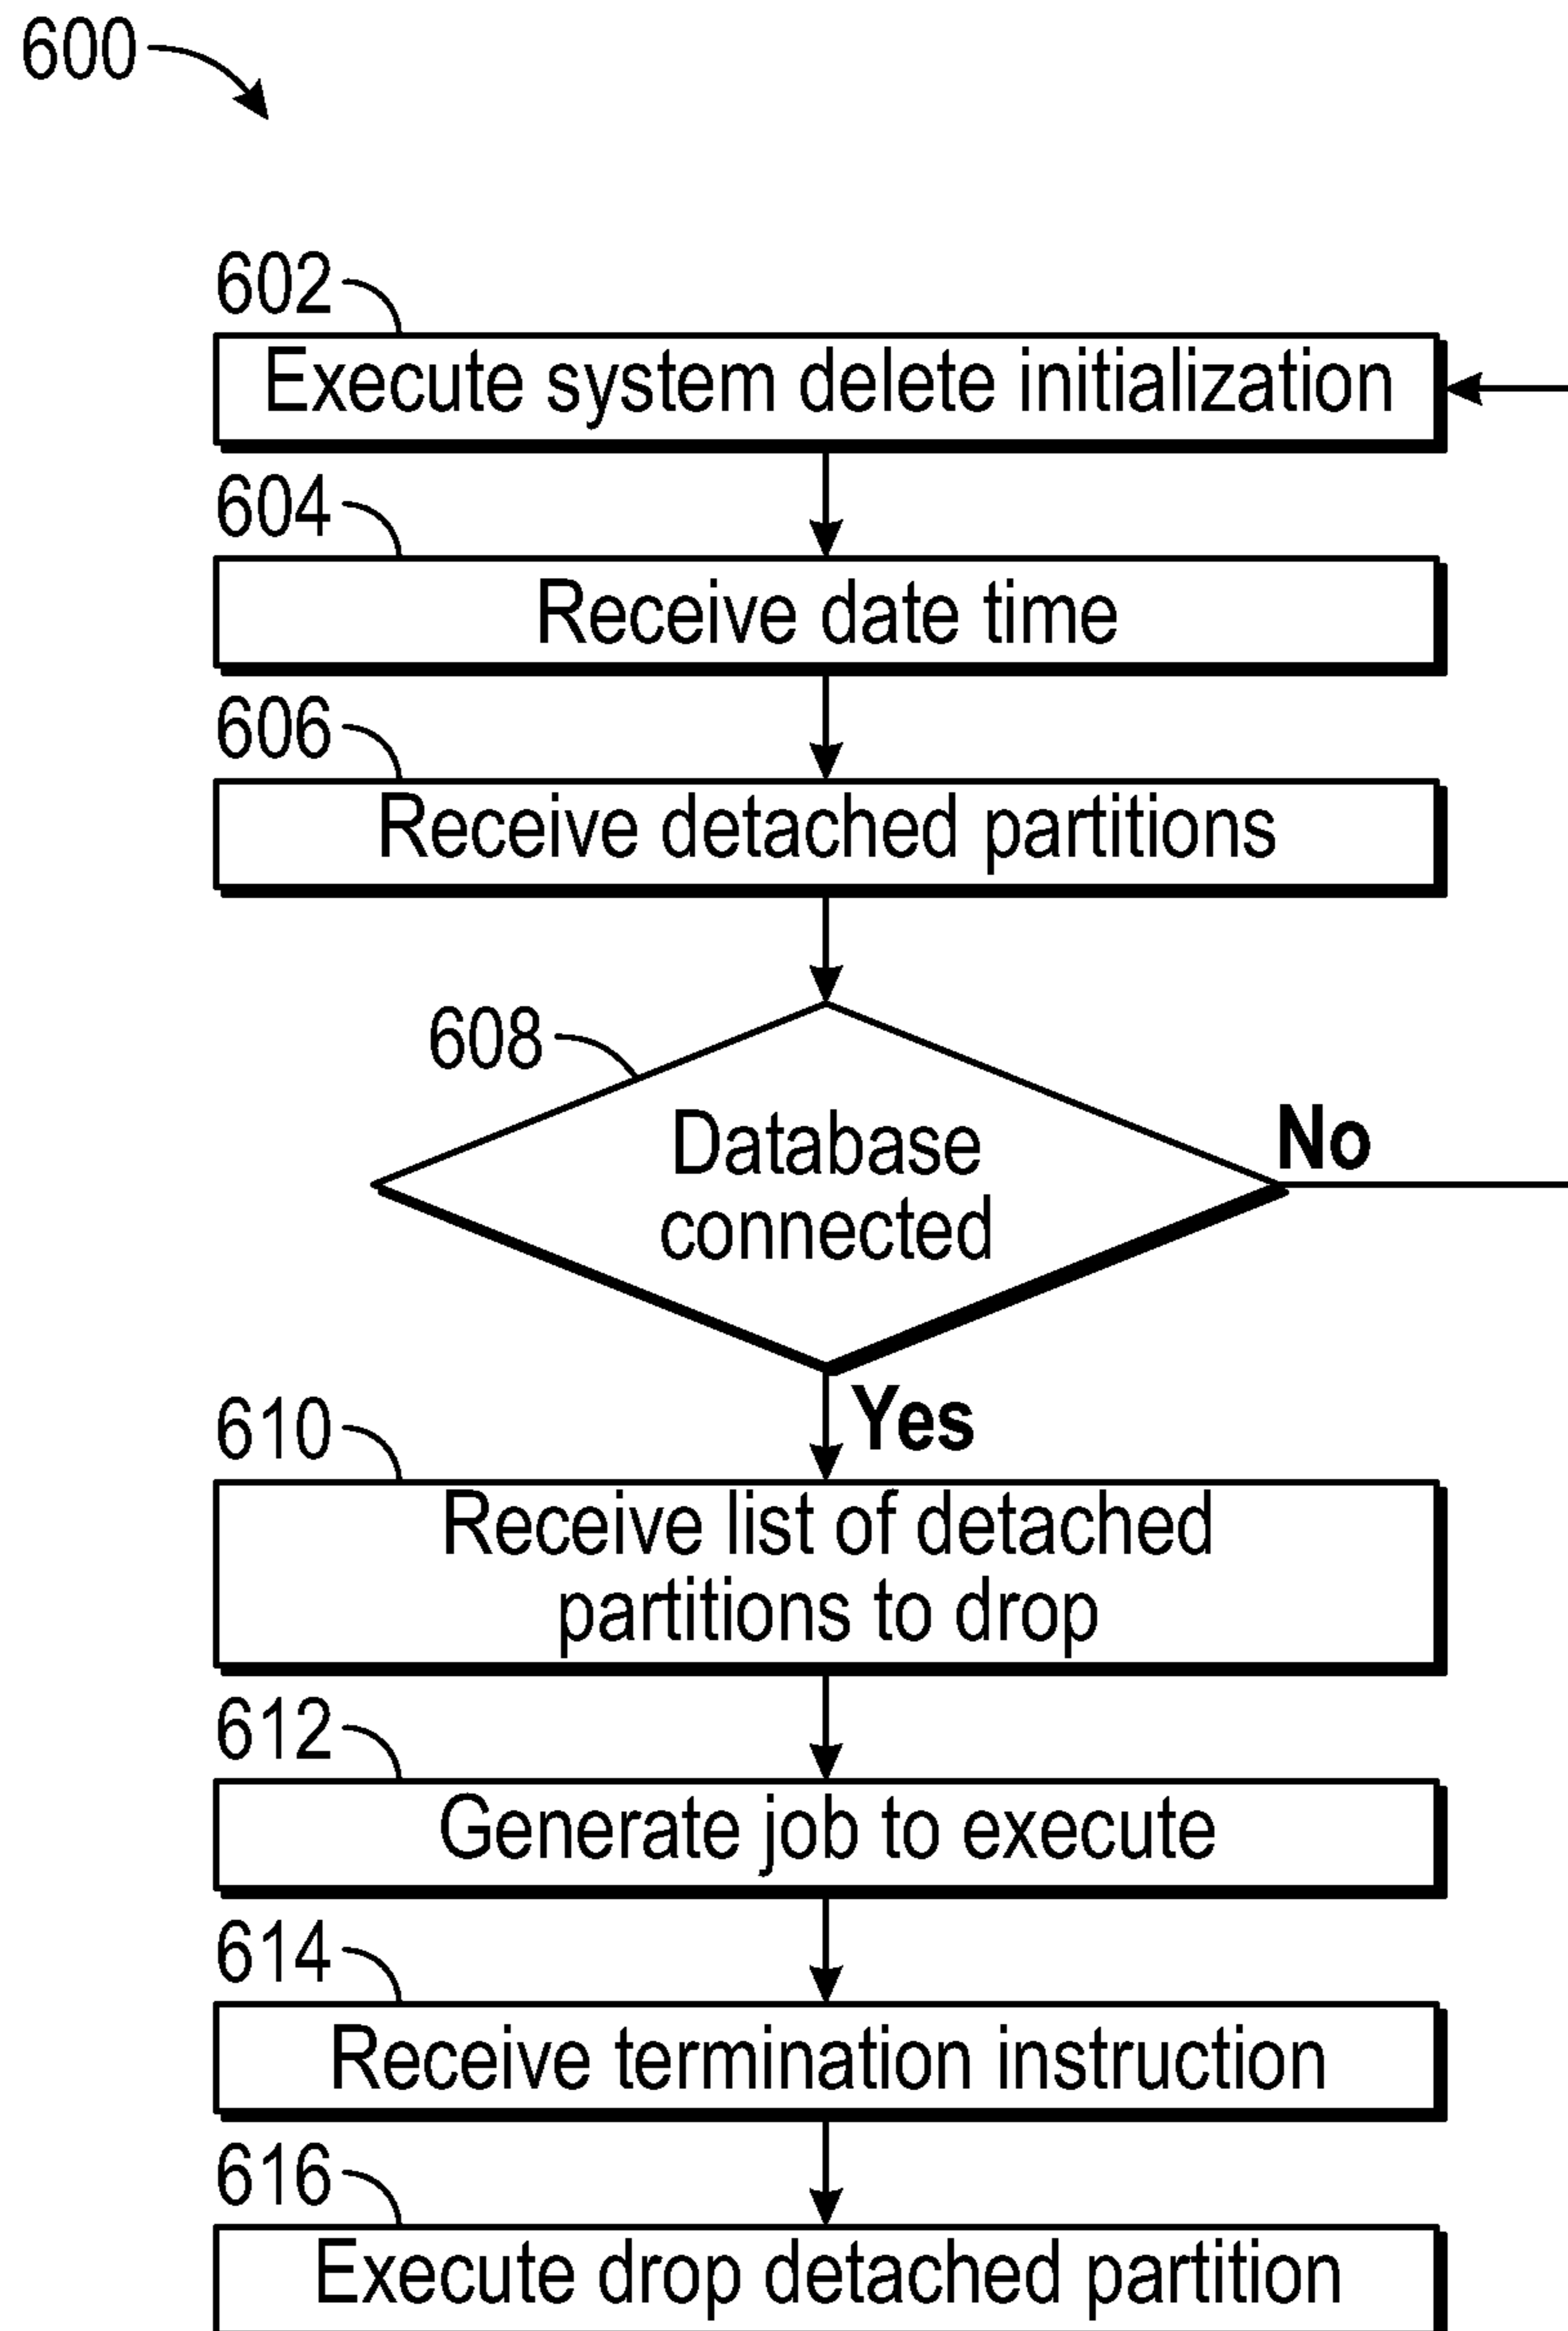 600
602
Execute system delete initialization
604
Receive date time
606
Receive detached partitions
608
Database
connected
No
Yes
610
Receive list of detached
partitions to drop
612
Generate job to execute
614
Receive termination instruction
616
Execute drop detached partition